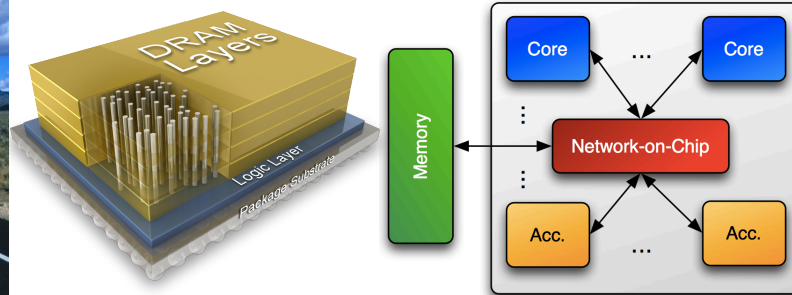 DRAM
Layers
Logic Layer
Package Substrate
Memory
Core
...
Core
...
Network-on-Chip
...
Acc.
...
Acc.